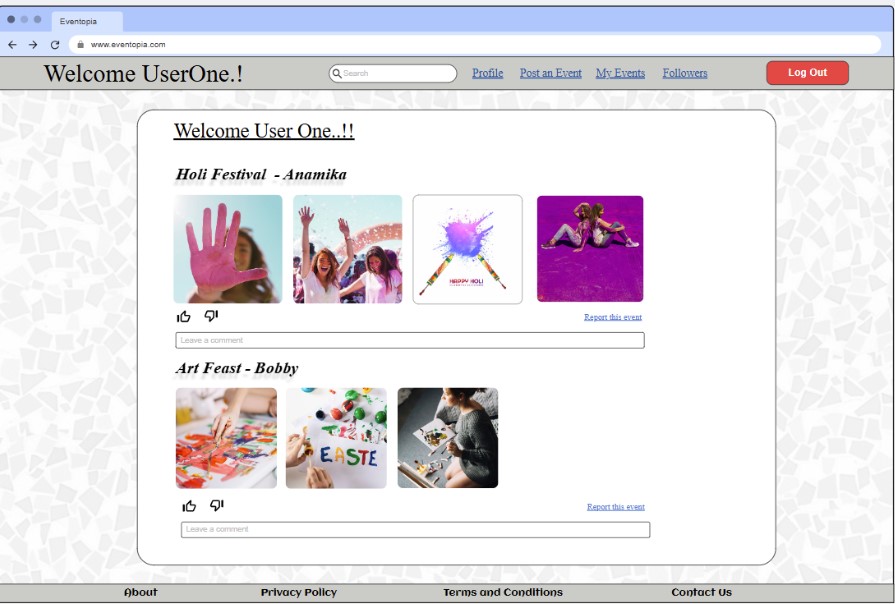 Eventopia
www.eventopia.com
Welcome UserOne.!
Search
Profile Post an Event My Events Followers
Log Out
Welcome User One..!!
Holi Festival - Anamika
HAPPY HOLI
Report this event
Leave a comment
Art Feast - Bobby
EASTE
Report this event
Leave a comment
About Privacy Policy Terms and Conditions Contact Us